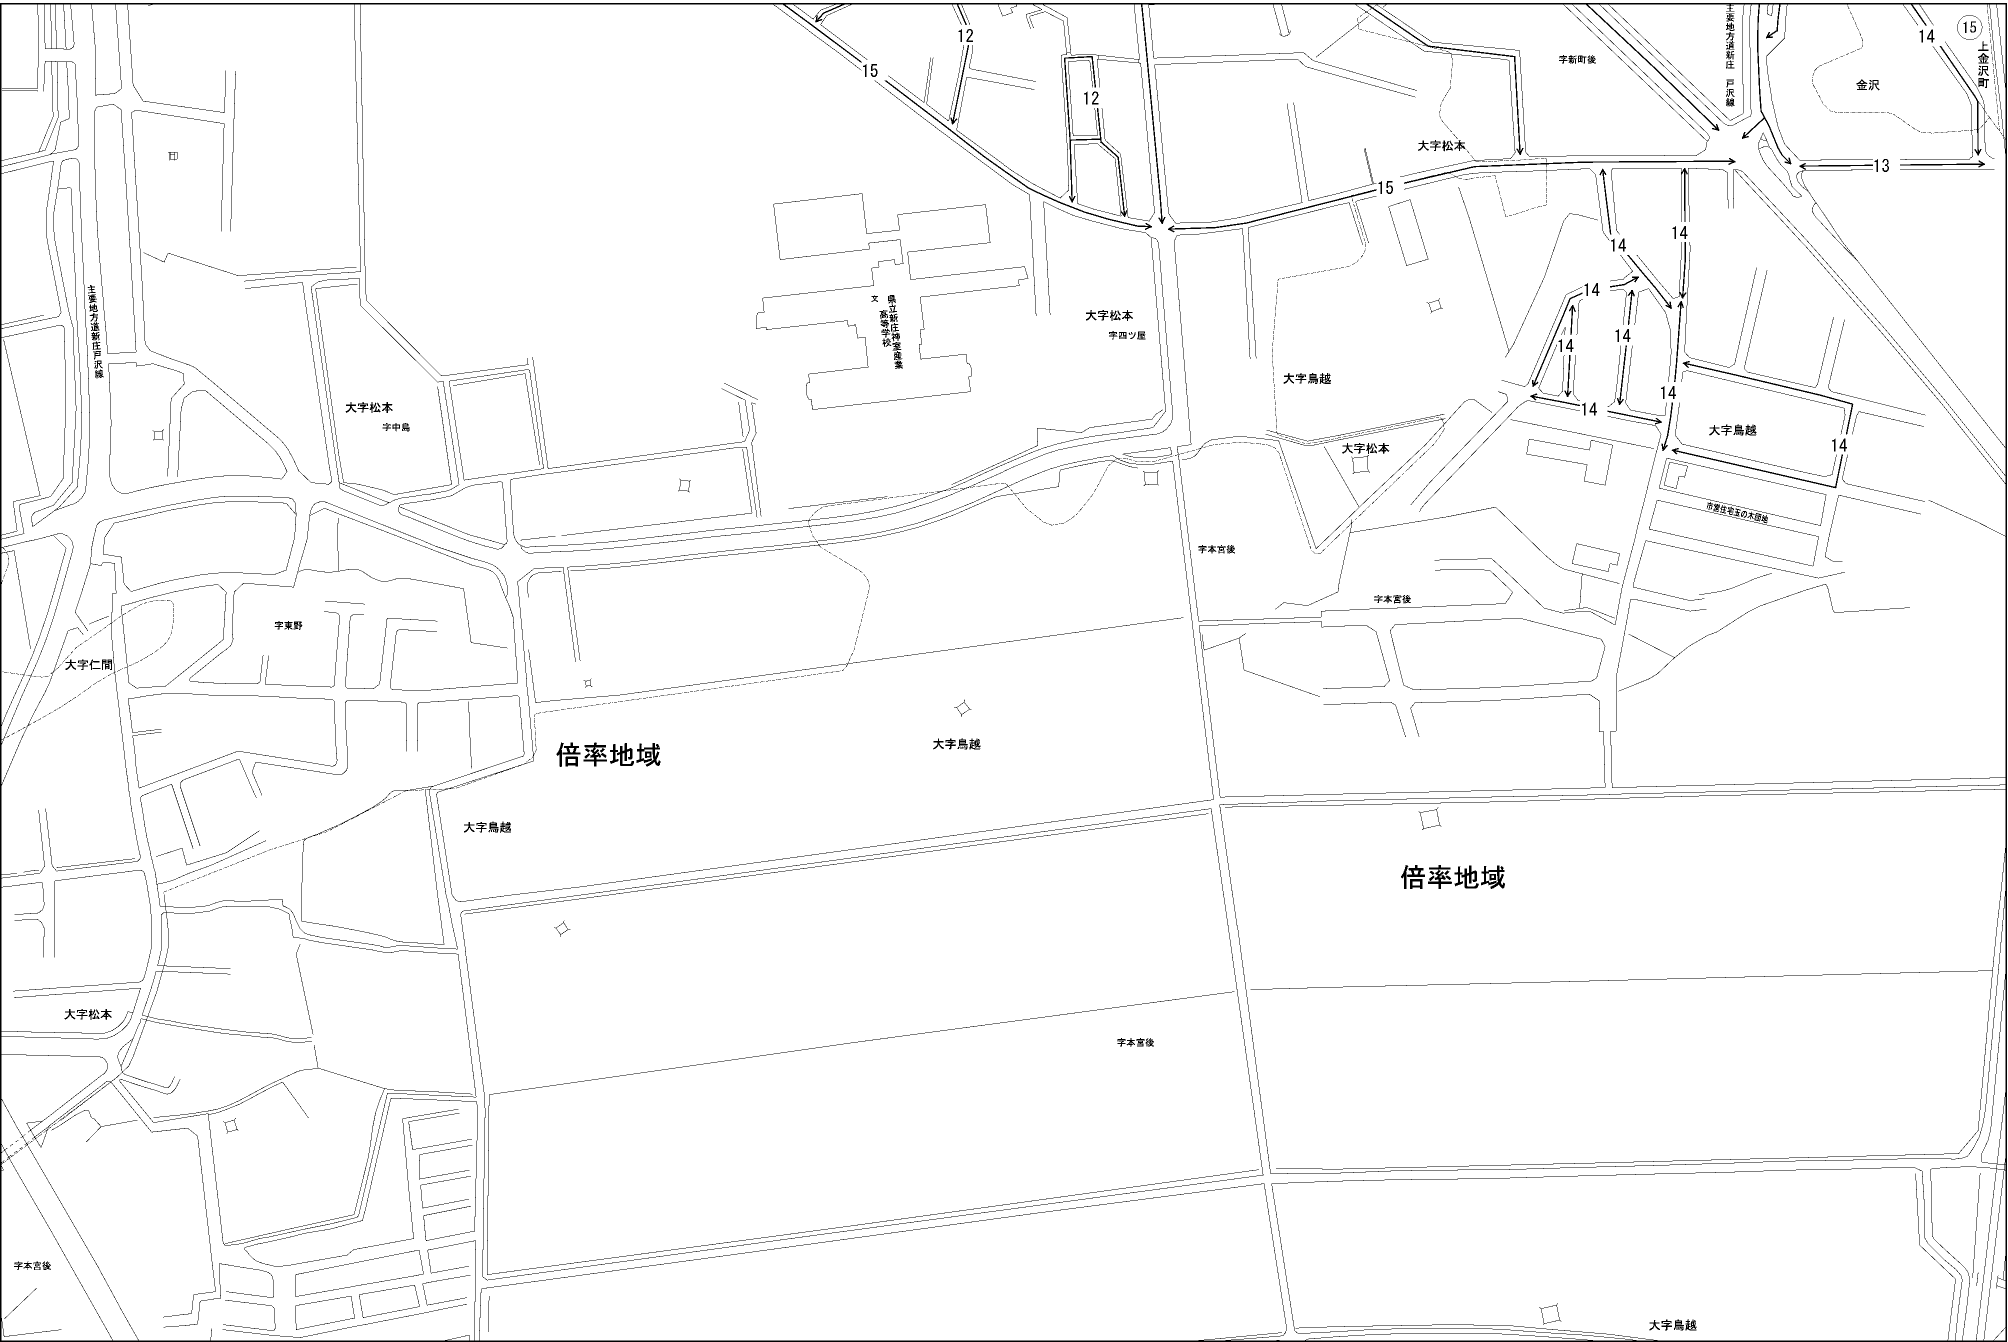 12
14
15
上金沢町
主要地方道新庄 戸沢線
字新町後
15
金沢
12
大字松本
13
15
主要地方道新庄戸沢線
県立新庄神室産業
高等学校
文
大字松本
字四ツ屋
14
14
14
14
14
大字鳥越
14
14
大字松本
字中島
大字鳥越
14
大字松本
市営住宅玉の木団地
字本宮後
字本宮後
字東野
大字仁間
倍率地域
大字鳥越
大字鳥越
倍率地域
大字松本
字本宮後
字本宮後
大字鳥越